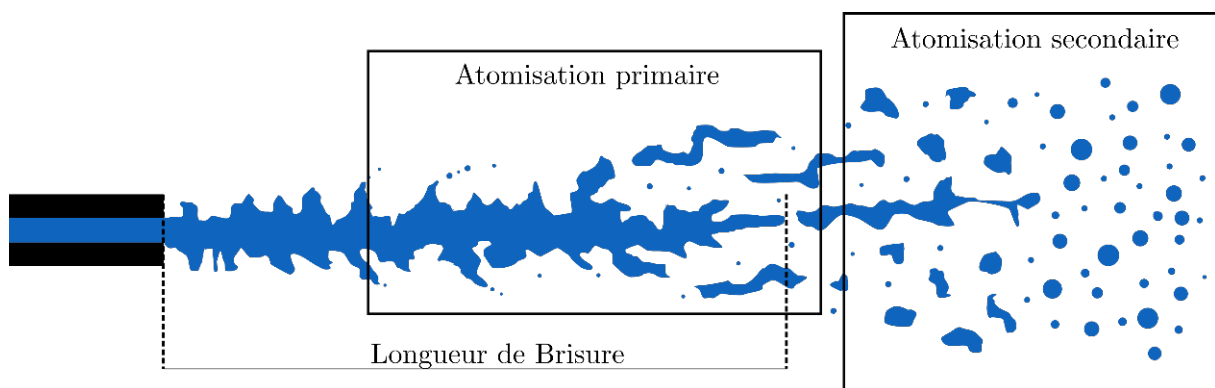 Atomisation primaire
Atomisation secondaire
Longueur de Brisure